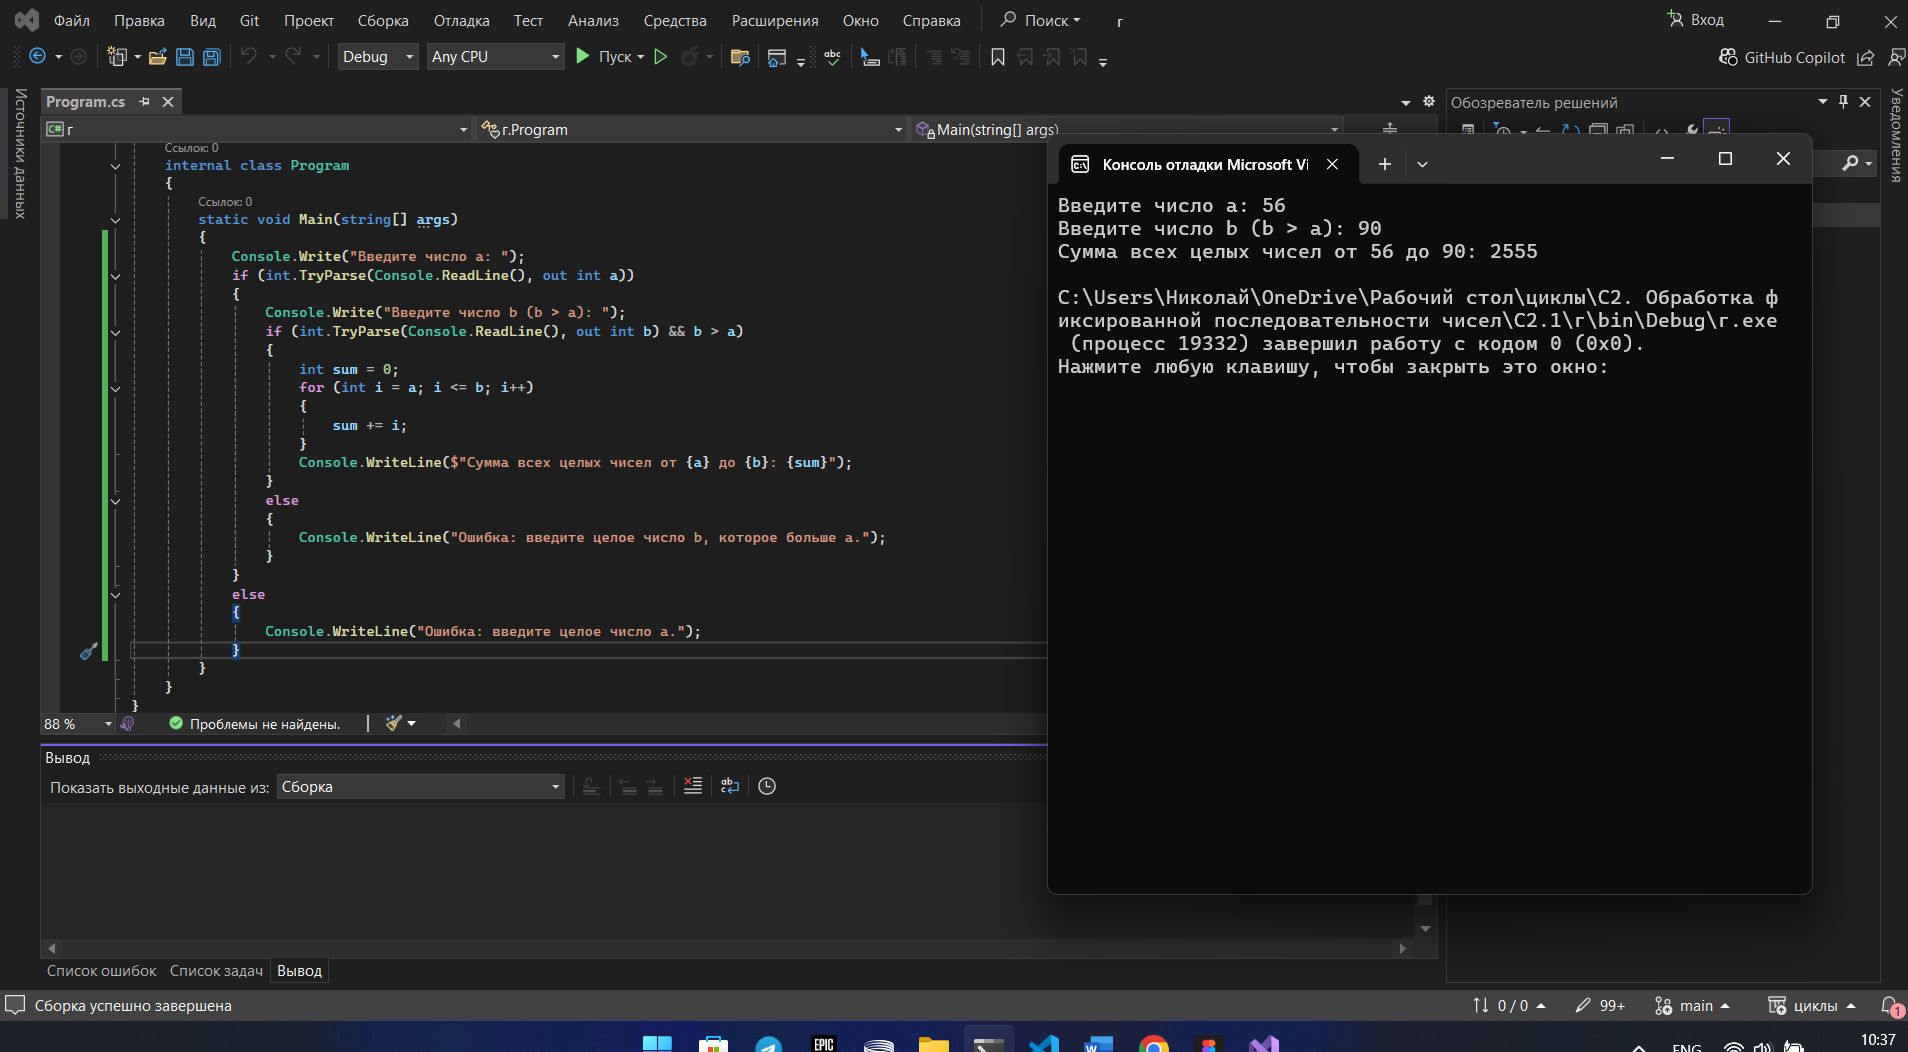 Файл Правка Вид Git Проект Сборка Отладка Тест Анализ Средства Расширения Окно Справка Поиск г Вход
Debug Any CPU Пуск GitHub Copilot
Источники данных
Program.cs
г г.Program Main(string[] args)
Обозреватель решений
Уведомления
Ссылок: 0
internal class Program
{
Ссылок: 0
static void Main(string[] args)
{
Console.Write("Введите число a: ");
if (int.TryParse(Console.ReadLine(), out int a))
{
Console.Write("Введите число b (b > a): ");
if (int.TryParse(Console.ReadLine(), out int b) && b > a)
{
int sum = 0;
for (int i = a; i <= b; i++)
{
sum += i;
}
Console.WriteLine($"Сумма всех целых чисел от {a} до {b}: {sum}");
}
else
{
Console.WriteLine("Ошибка: введите целое число b, которое больше a.");
}
}
else
{
Console.WriteLine("Ошибка: введите целое число a.");
}
}
}
}
88 % Проблемы не найдены.
Вывод
Показать выходные данные из: Сборка
Список ошибок Список задач Вывод
Консоль отладки Microsoft Vi
Введите число a: 56
Введите число b (b > a): 90
Сумма всех целых чисел от 56 до 90: 2555
C:\Users\Николай\OneDrive\Рабочий стол\циклы\C2. Обработка ф
иксированной последовательности чисел\C2.1\г\bin\Debug\г.exe
(процесс 19332) завершил работу с кодом 0 (0x0).
Нажмите любую клавишу, чтобы закрыть это окно:
Сборка успешно завершена 0 / 0 99+ main циклы 1
EPIC ENG 10:37